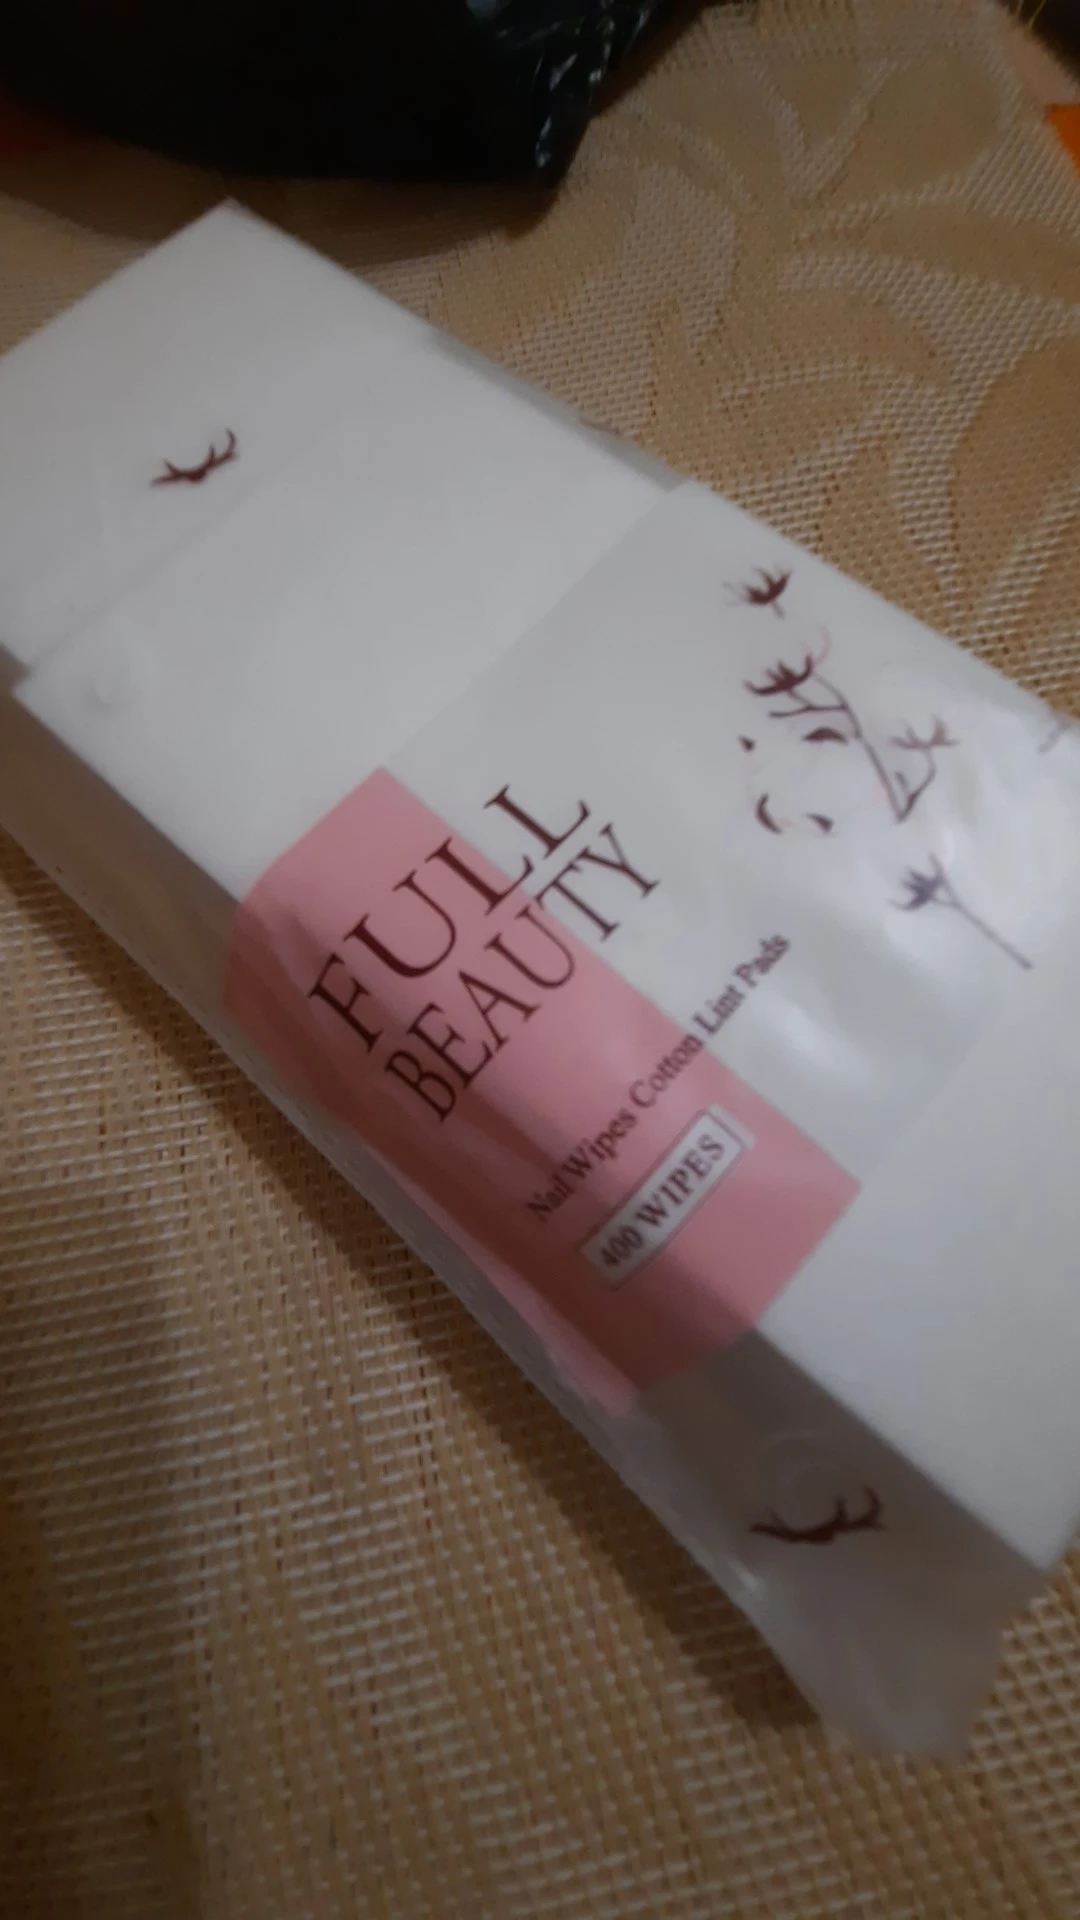 FULL
BEAUTY
Nail Wipes Cotton Lint Pads
400 WIPES